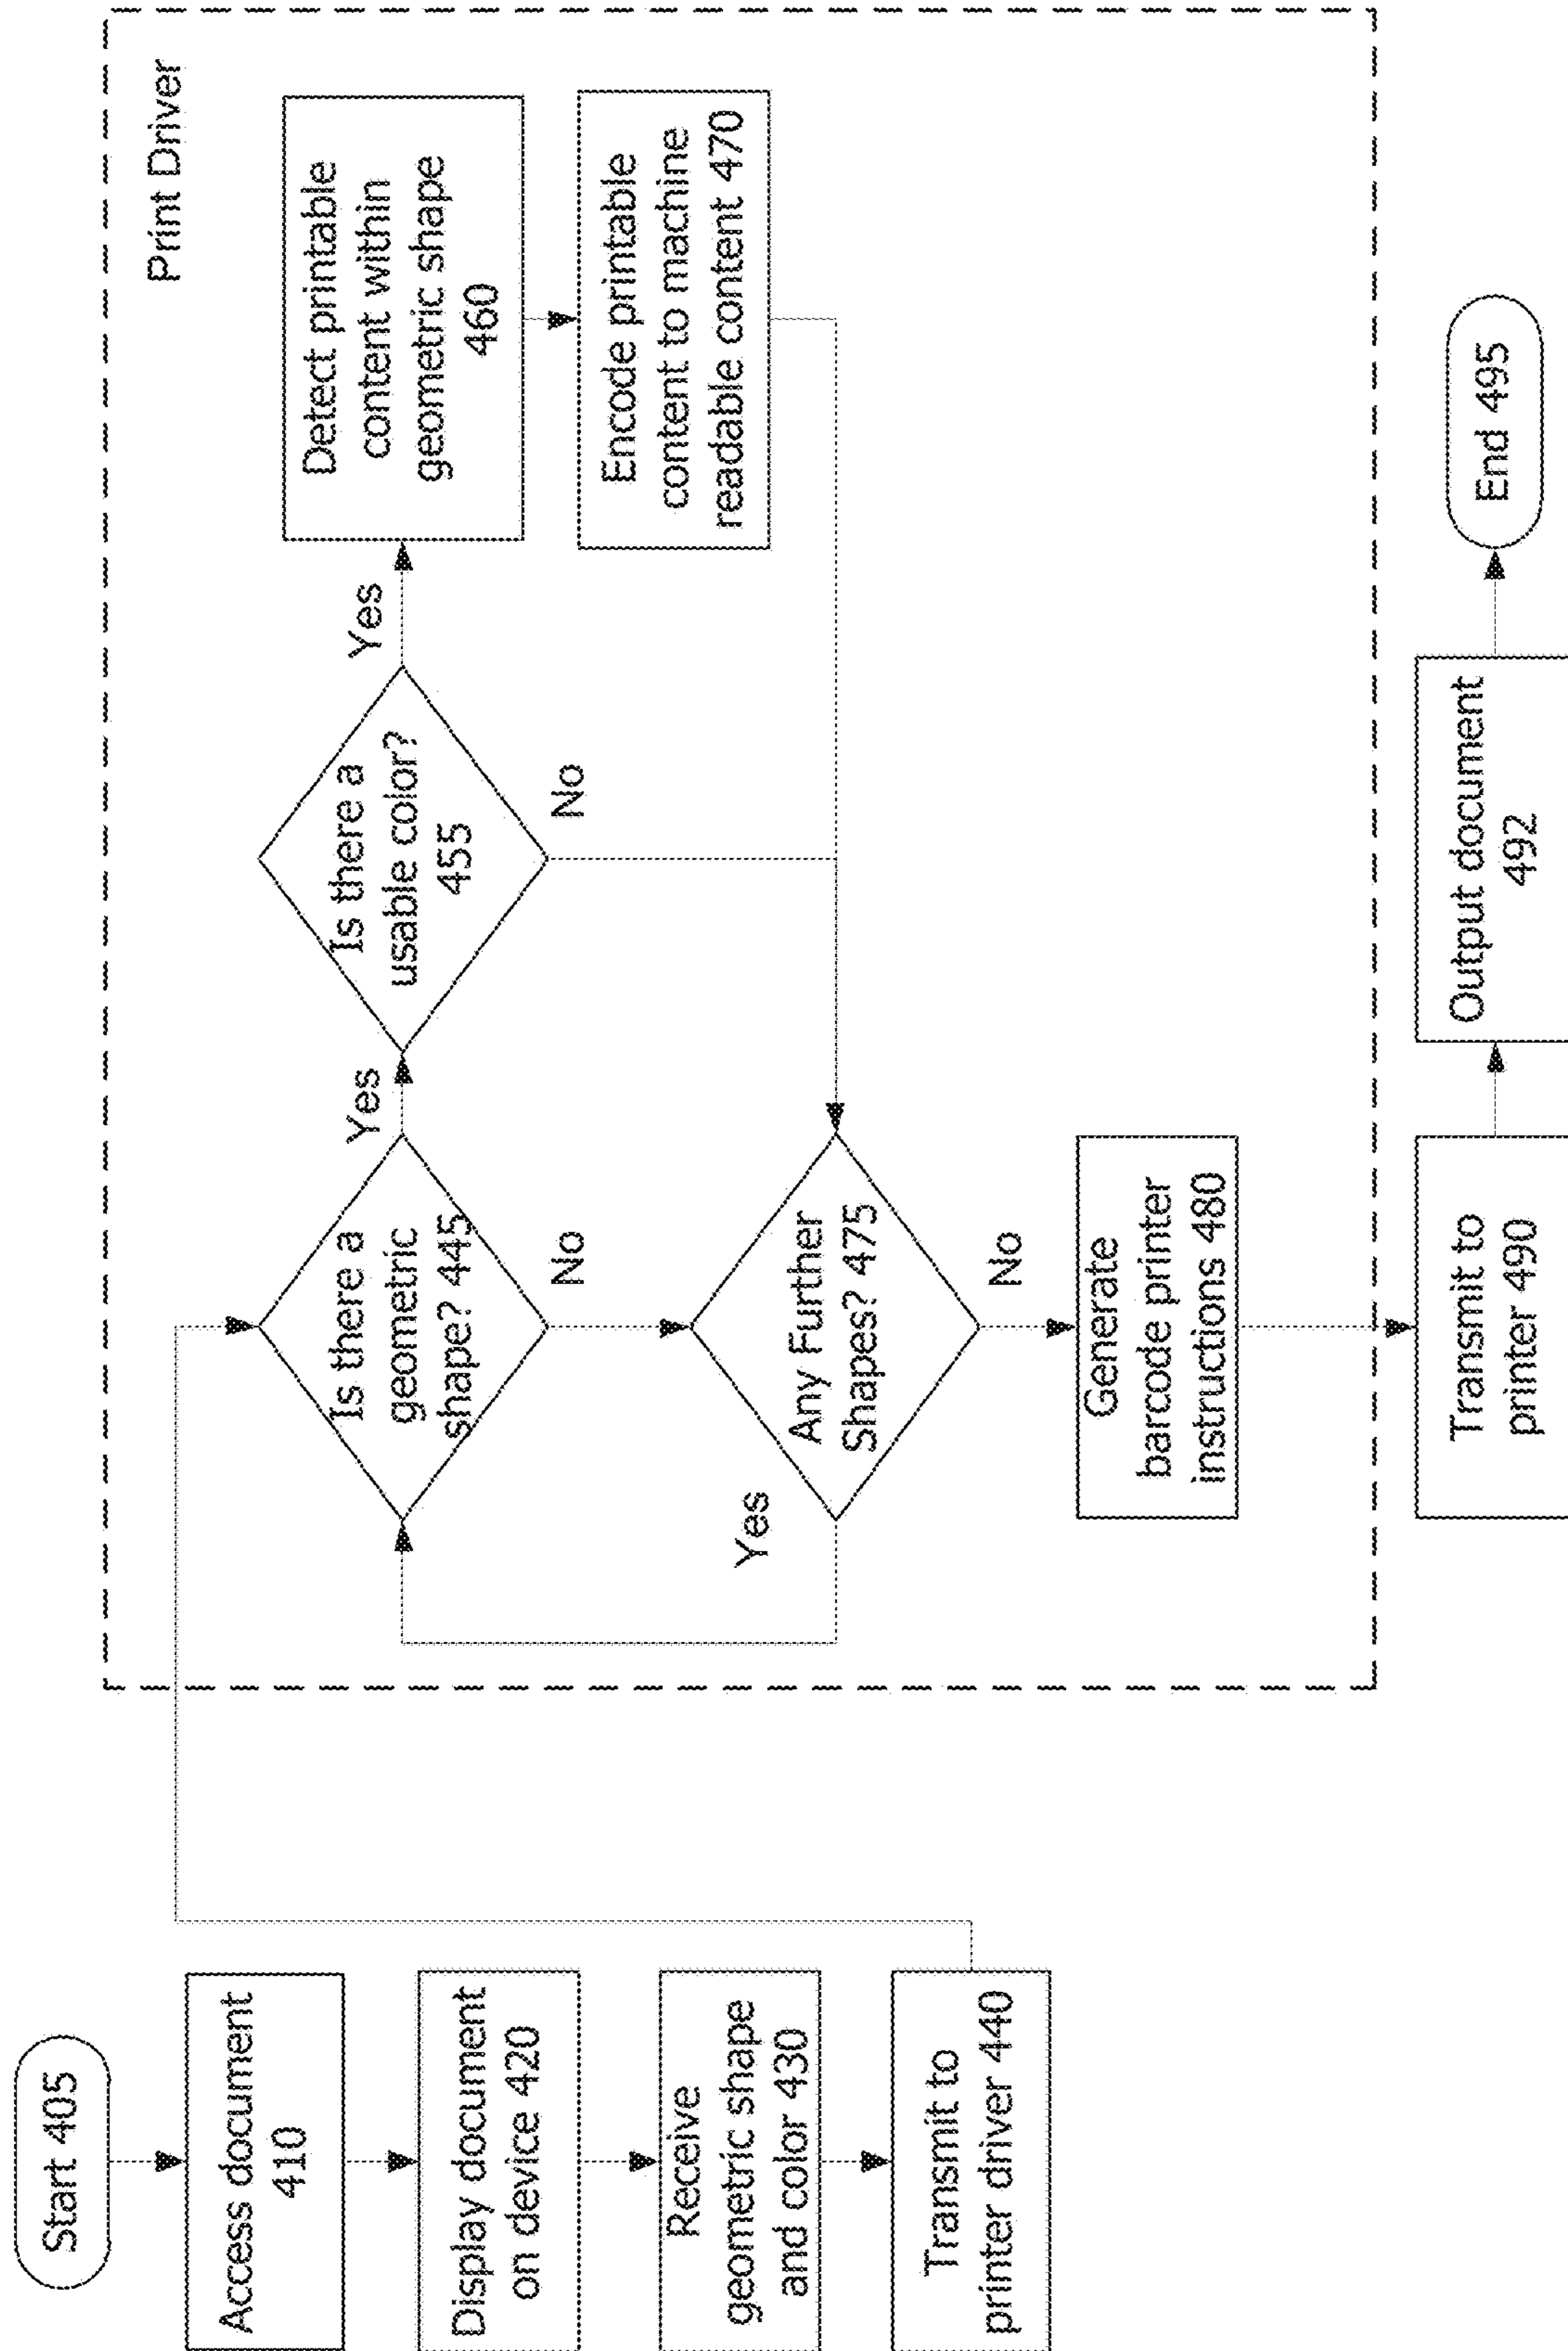 Start 405
Access document
410
Display document
on device 420
Receive
geometric shape
and color 430
Transmit to
printer driver 440
Print Driver
Is there a
geometric
shape? 445
Yes
No
Is there a
usable color?
455
Yes
No
Detect printable
content within
geometric shape
460
Encode printable
content to machine
readable content 470
Any Further
Shapes? 475
Yes
No
Generate
barcode printer
instructions 480
Transmit to
printer 490
Output document
492
End 495